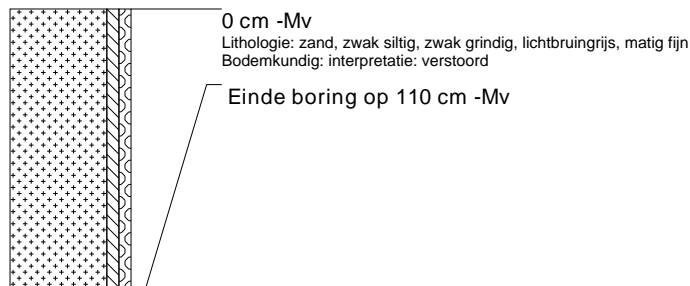 0 cm -Mv
Lithologie: zand, zwak siltig, zwak grindig, lichtbruingrijs, matig fijn
Bodemkundig: interpretatie: verstoord
Einde boring op 110 cm -Mv